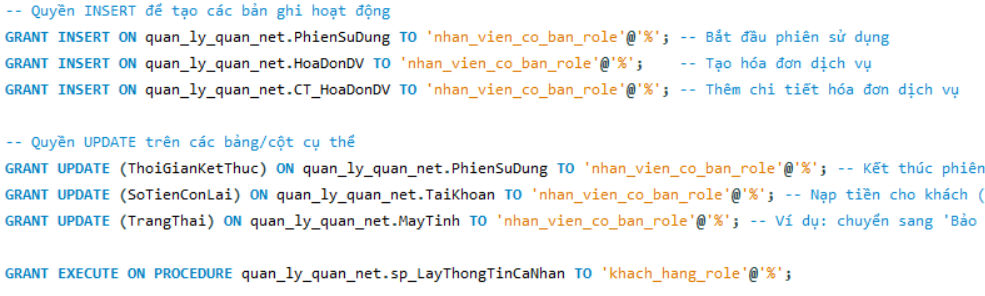 -- Quyền INSERT để tạo các bản ghi hoạt động
GRANT INSERT ON quan_ly_quan_net.PhienSuDung TO 'nhan_vien_co_ban_role'@'%'; -- Bắt đầu phiên sử dụng
GRANT INSERT ON quan_ly_quan_net.HoaDonDV TO 'nhan_vien_co_ban_role'@'%'; -- Tạo hóa đơn dịch vụ
GRANT INSERT ON quan_ly_quan_net.CT_HoaDonDV TO 'nhan_vien_co_ban_role'@'%'; -- Thêm chi tiết hóa đơn dịch vụ
-- Quyền UPDATE trên các bảng/cột cụ thể
GRANT UPDATE (ThoiGianKetThuc) ON quan_ly_quan_net.PhienSuDung TO 'nhan_vien_co_ban_role'@'%'; -- Kết thúc phiên
GRANT UPDATE (SoTienConLai) ON quan_ly_quan_net.TaiKhoan TO 'nhan_vien_co_ban_role'@'%'; -- Nạp tiền cho khách (
GRANT UPDATE (TrangThai) ON quan_ly_quan_net.MayTinh TO 'nhan_vien_co_ban_role'@'%'; -- Ví dụ: chuyển sang 'Bảo
GRANT EXECUTE ON PROCEDURE quan_ly_quan_net.sp_LayThongTinCaNhan TO 'khach_hang_role'@'%';